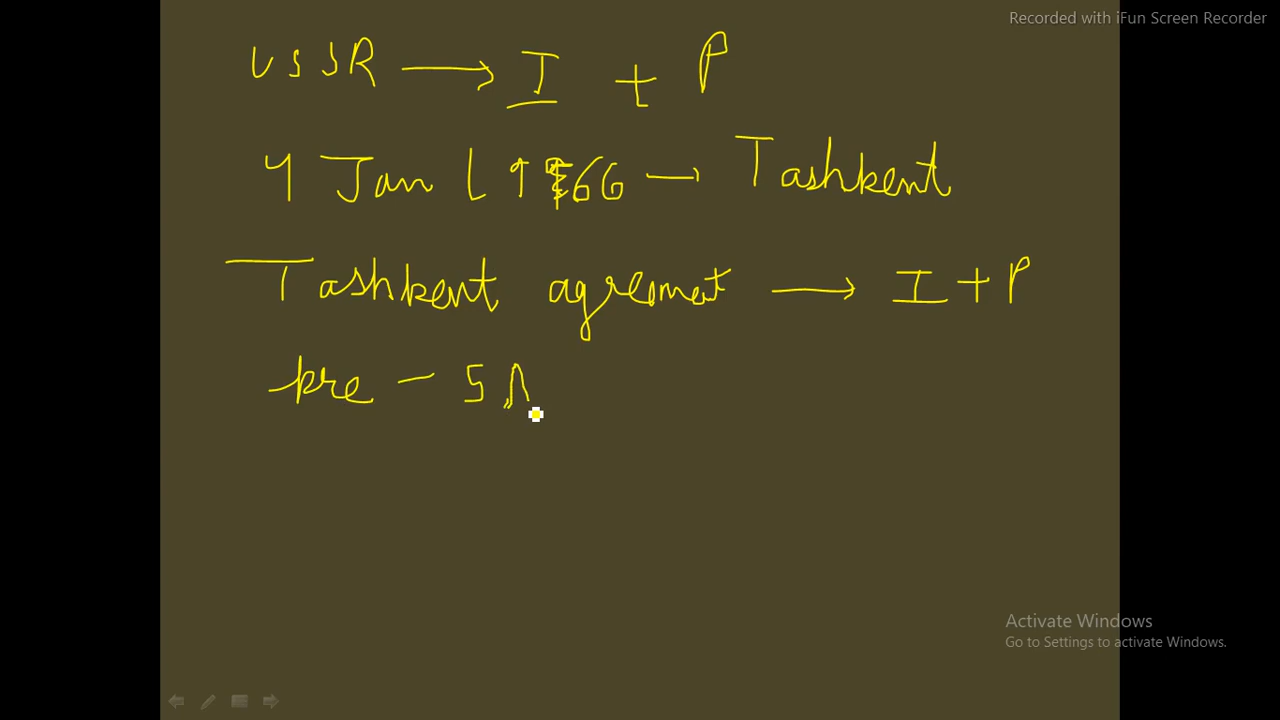 Recorded with iFun Screen Recorder
USSR → I + P
4 Jan 1966 → Tashkent
Tashkent agreement → I + P
pre - 5 A
Activate Windows
Go to Settings to activate Windows.